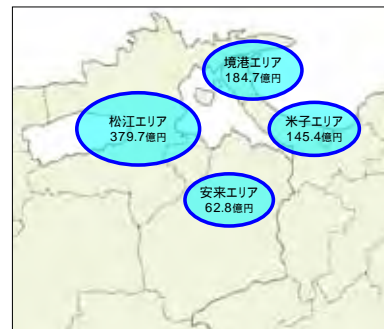 境港エリア
184.7億円
松江エリア
379.7億円
米子エリア
145.4億円
安来エリア
62.8億円